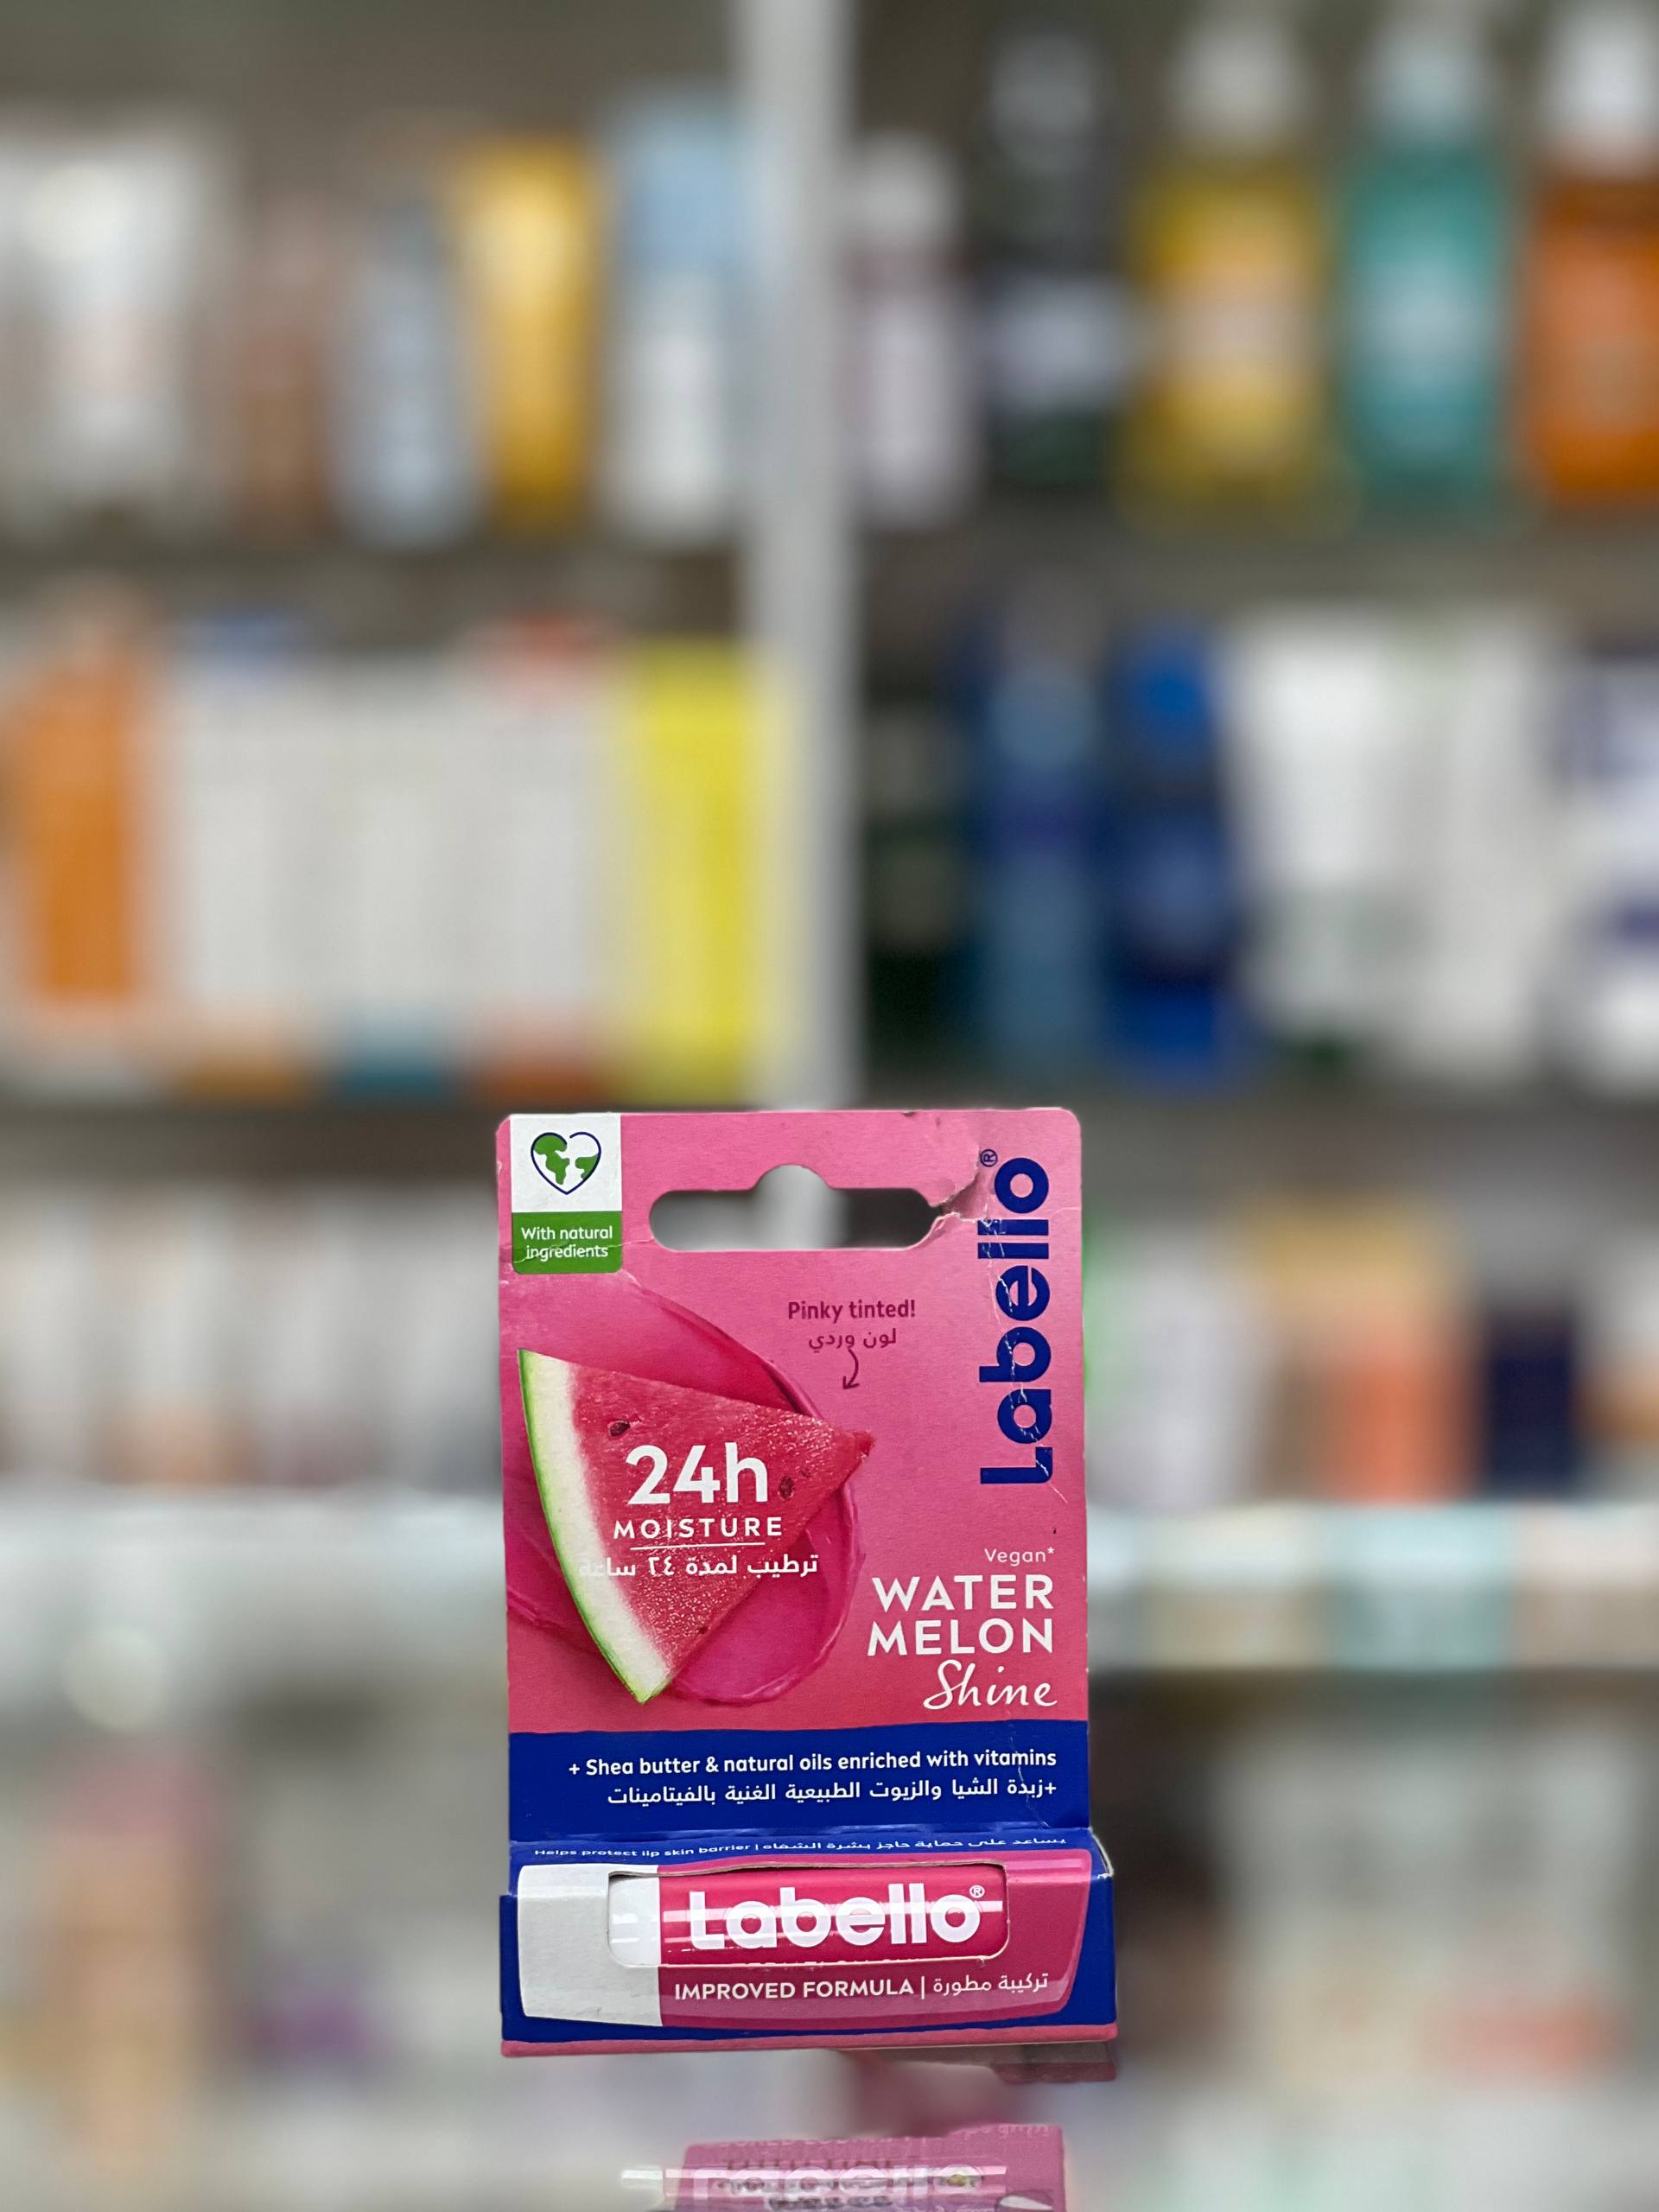 With natural
ingredients
Labello®
Pinky tinted!
لون وردي
24h
MOISTURE
ترطيب لمدة ٢٤ ساعة
Vegan*
WATER
MELON
Shine
+ Shea butter & natural oils enriched with vitamins
+زبدة الشيا والزيوت الطبيعية الغنية بالفيتامينات
Helps protect lip skin barrier | يساعد على حماية حاجز بشرة الشفاه
Labello®
IMPROVED FORMULA | تركيبة مطورة